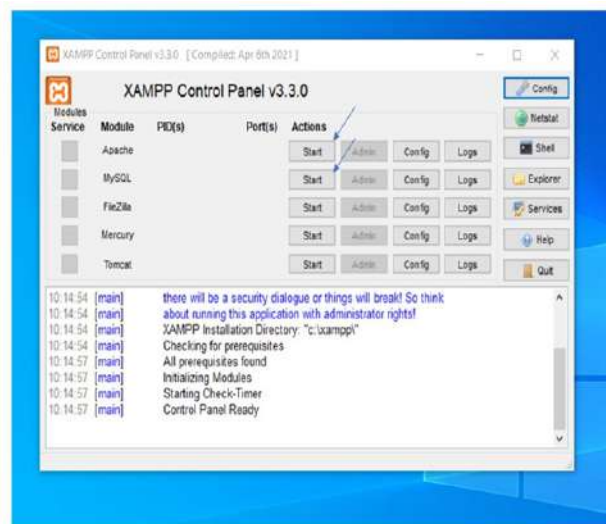 XAMPP Control Panel v3.3.0 [ Compiled: Apr 6th 2021 ]
XAMPP Control Panel v3.3.0
Config
Modules
Service Module PID(s) Port(s) Actions
Netstat
Apache Start Admin Config Logs
Shell
MySQL Start Admin Config Logs
Explorer
FileZilla Start Admin Config Logs
Services
Mercury Start Admin Config Logs
Help
Tomcat Start Admin Config Logs
Quit
10:14:54 [main] there will be a security dialogue or things will break! So think
10:14:54 [main] about running this application with administrator rights!
10:14:54 [main] XAMPP Installation Directory: "c:\xampp\"
10:14:54 [main] Checking for prerequisites
10:14:57 [main] All prerequisites found
10:14:57 [main] Initializing Modules
10:14:57 [main] Starting Check-Timer
10:14:57 [main] Control Panel Ready